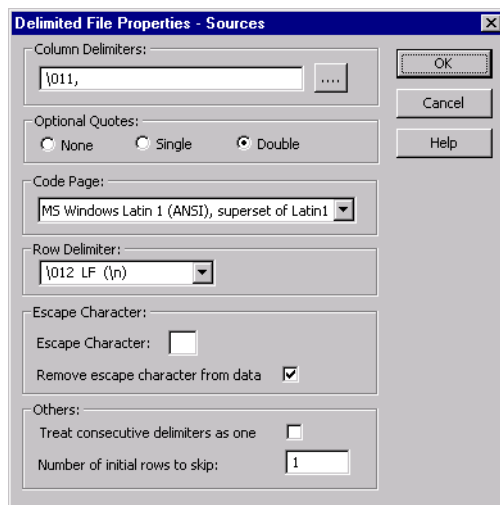 Delimited File Properties - Sources
Column Delimiters:
\011,
....
OK
Cancel
Help
Optional Quotes:
None Single Double
Code Page:
MS Windows Latin 1 (ANSI), superset of Latin1
Row Delimiter:
\012 LF (\n)
Escape Character:
Escape Character:
Remove escape character from data
Others:
Treat consecutive delimiters as one
Number of initial rows to skip: 1